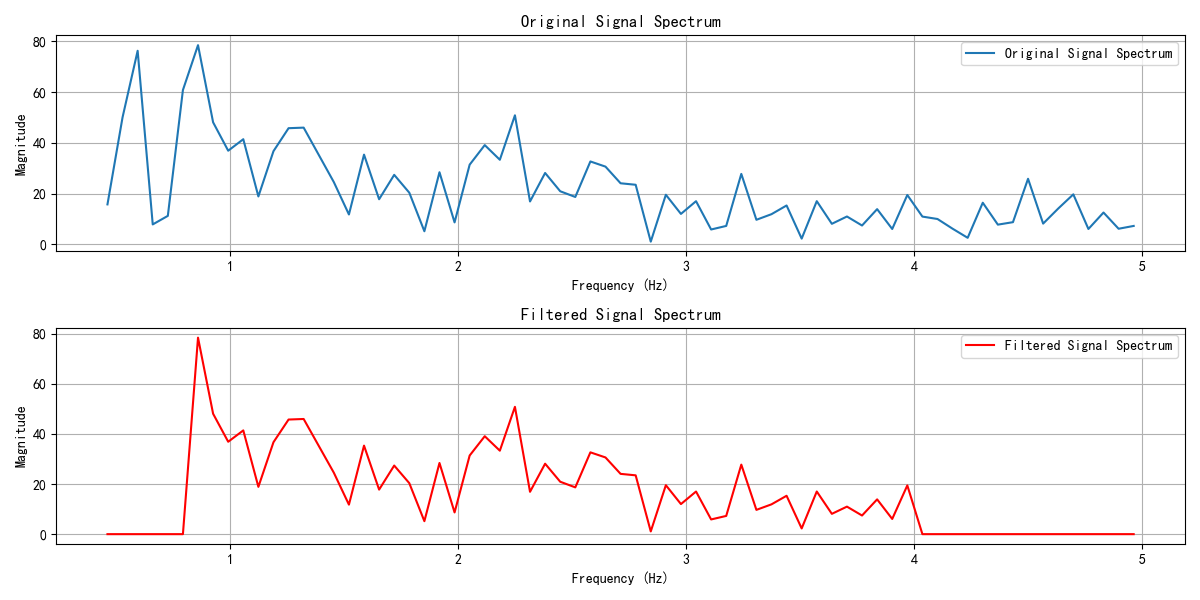 Original Signal Spectrum
80
60
40
20
0
Magnitude
Original Signal Spectrum
1
2
3
4
5
Frequency (Hz)
Filtered Signal Spectrum
80
60
40
20
0
Magnitude
Filtered Signal Spectrum
1
2
3
4
5
Frequency (Hz)